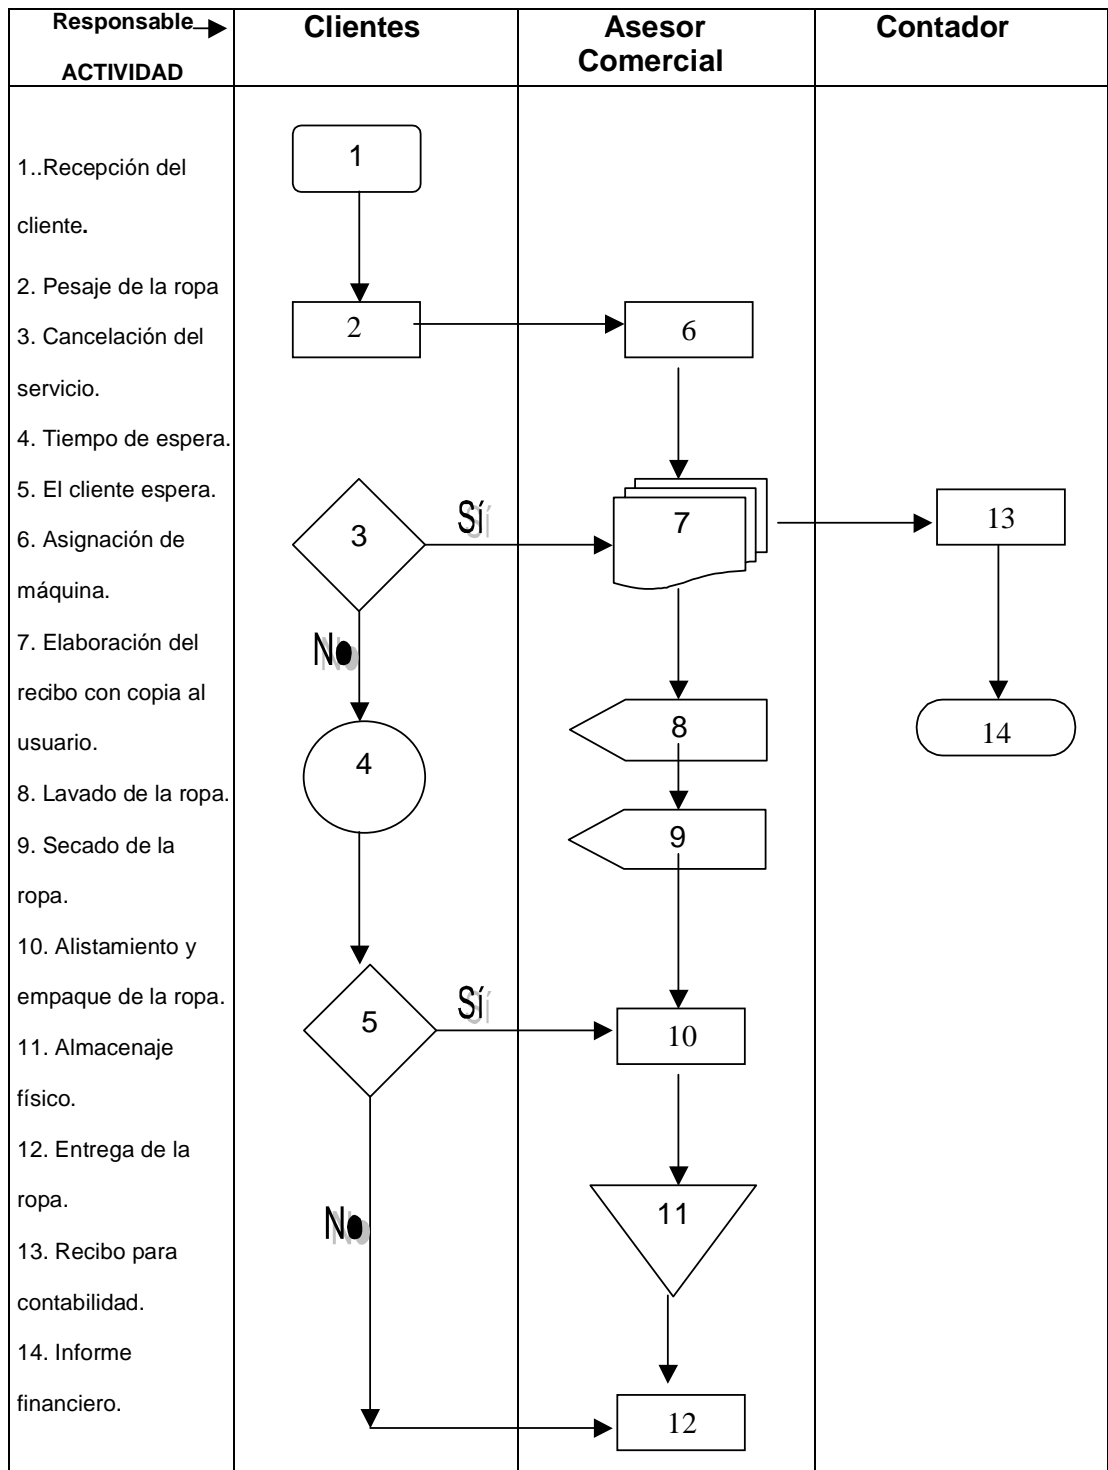 Responsable
ACTIVIDAD
Clientes
Asesor
Comercial
Contador
1..Recepción del
cliente.
2. Pesaje de la ropa
3. Cancelación del
servicio.
4. Tiempo de espera.
5. El cliente espera.
6. Asignación de
máquina.
7. Elaboración del
recibo con copia al
usuario.
8. Lavado de la ropa.
9. Secado de la
ropa.
10. Alistamiento y
empaque de la ropa.
11. Almacenaje
físico.
12. Entrega de la
ropa.
13. Recibo para
contabilidad.
14. Informe
financiero.
1
2
6
3
Sí
7
13
No
4
8
14
9
5
Sí
10
No
11
12